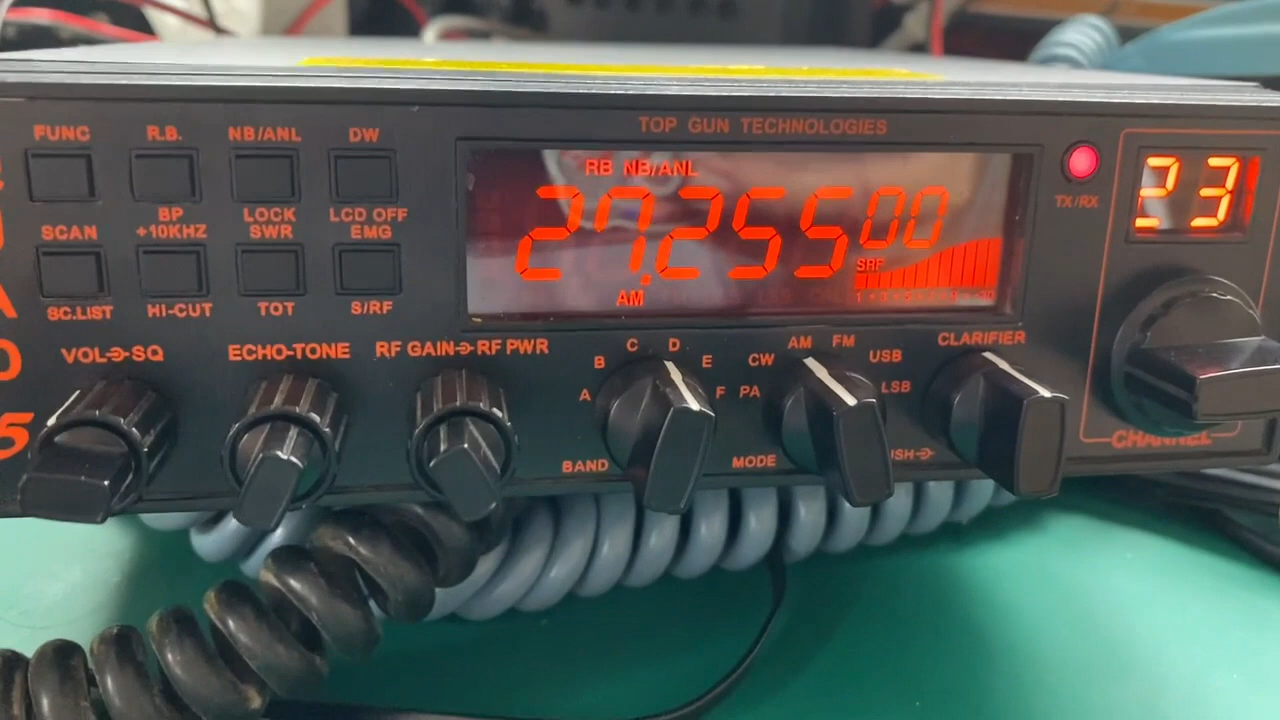 TOP GUN TECHNOLOGIES
FUNC R.B. NB/ANL DW
RB NB/ANL
27.25500
SRF
AM
TX/RX
23
BP LOCK LCD OFF
SCAN +10KHZ SWR EMG
SC.LIST HI-CUT TOT S/RF
VOL SQ
ECHO-TONE
RF GAIN RF PWR
A B C D E F
BAND
PA CW AM FM USB LSB
MODE
CLARIFIER
CHANNEL
5